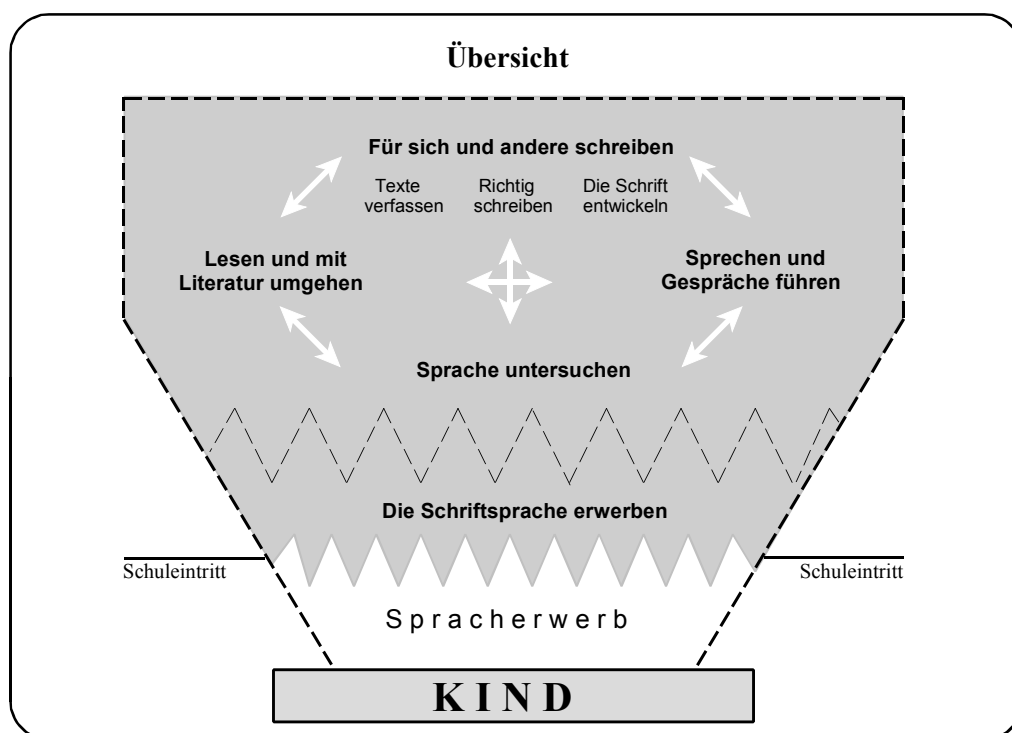 Übersicht
Für sich und andere schreiben
Texte verfassen
Richtig schreiben
Die Schrift entwickeln
Lesen und mit
Literatur umgehen
Sprechen und
Gespräche führen
Sprache untersuchen
Die Schriftsprache erwerben
Schuleintritt
Schuleintritt
Spracherwerb
KIND